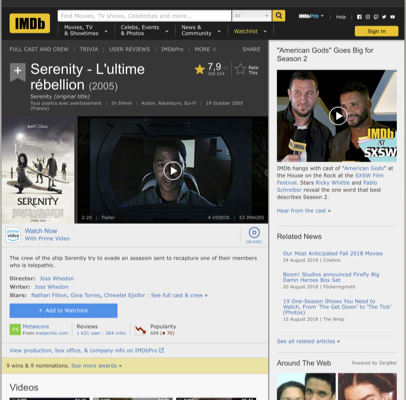 IMDb
Find Movies, TV shows, Celebrities and more...
All
IMDbPro
Help
Movies, TV & Showtimes
Celebs, Events & Photos
News & Community
Watchlist
Sign in
FULL CAST AND CREW | TRIVIA | USER REVIEWS | IMDbPro | MORE
SHARE
Serenity - L'ultime
rébellion (2005)
Serenity (original title)
Tous publics avec avertissement | 1h 59min | Action, Adventure, Sci-Fi | 19 October 2005
(France)
7,9
Rate
This
SERENITY
2:20 | Trailer
4 VIDEOS | 53 IMAGES
prime video
Watch Now
With Prime Video
ON DISC
The crew of the ship Serenity try to evade an assassin sent to recapture one of their members
who is telepathic.
Director: Joss Whedon
Writer: Joss Whedon
Stars: Nathan Fillion, Gina Torres, Chiwetel Ejiofor | See full cast & crew »
+ Add to Watchlist
74
Metascore
From metacritic.com
Reviews
1 631 user | 264 critic
Popularity
View production, box office, & company info on IMDbPro
9 wins & 9 nominations. See more awards »
Videos
"American Gods" Goes Big for
Season 2
IMDb
at
SXSW
IMDb hangs with cast of "American Gods" at
the House on the Rock at the SXSW Film
Festival. Stars Ricky Whittle and Pablo
Schreiber reveal the one word that best
describes Season 2.
Hear from the cast »
Related News
Our Most Anticipated Fall 2018 Movies
24 August 2018 | Cinelinx
Boom! Studios announced Firefly Big
Damn Heroes Box Set
20 August 2018 | Flickeringmyth
19 One-Season Shows You Need to
Watch, From 'The Get Down' to 'The Tick'
(Photos)
15 August 2018 | The Wrap
See all related articles »
Around The Web
Powered by ZergNet